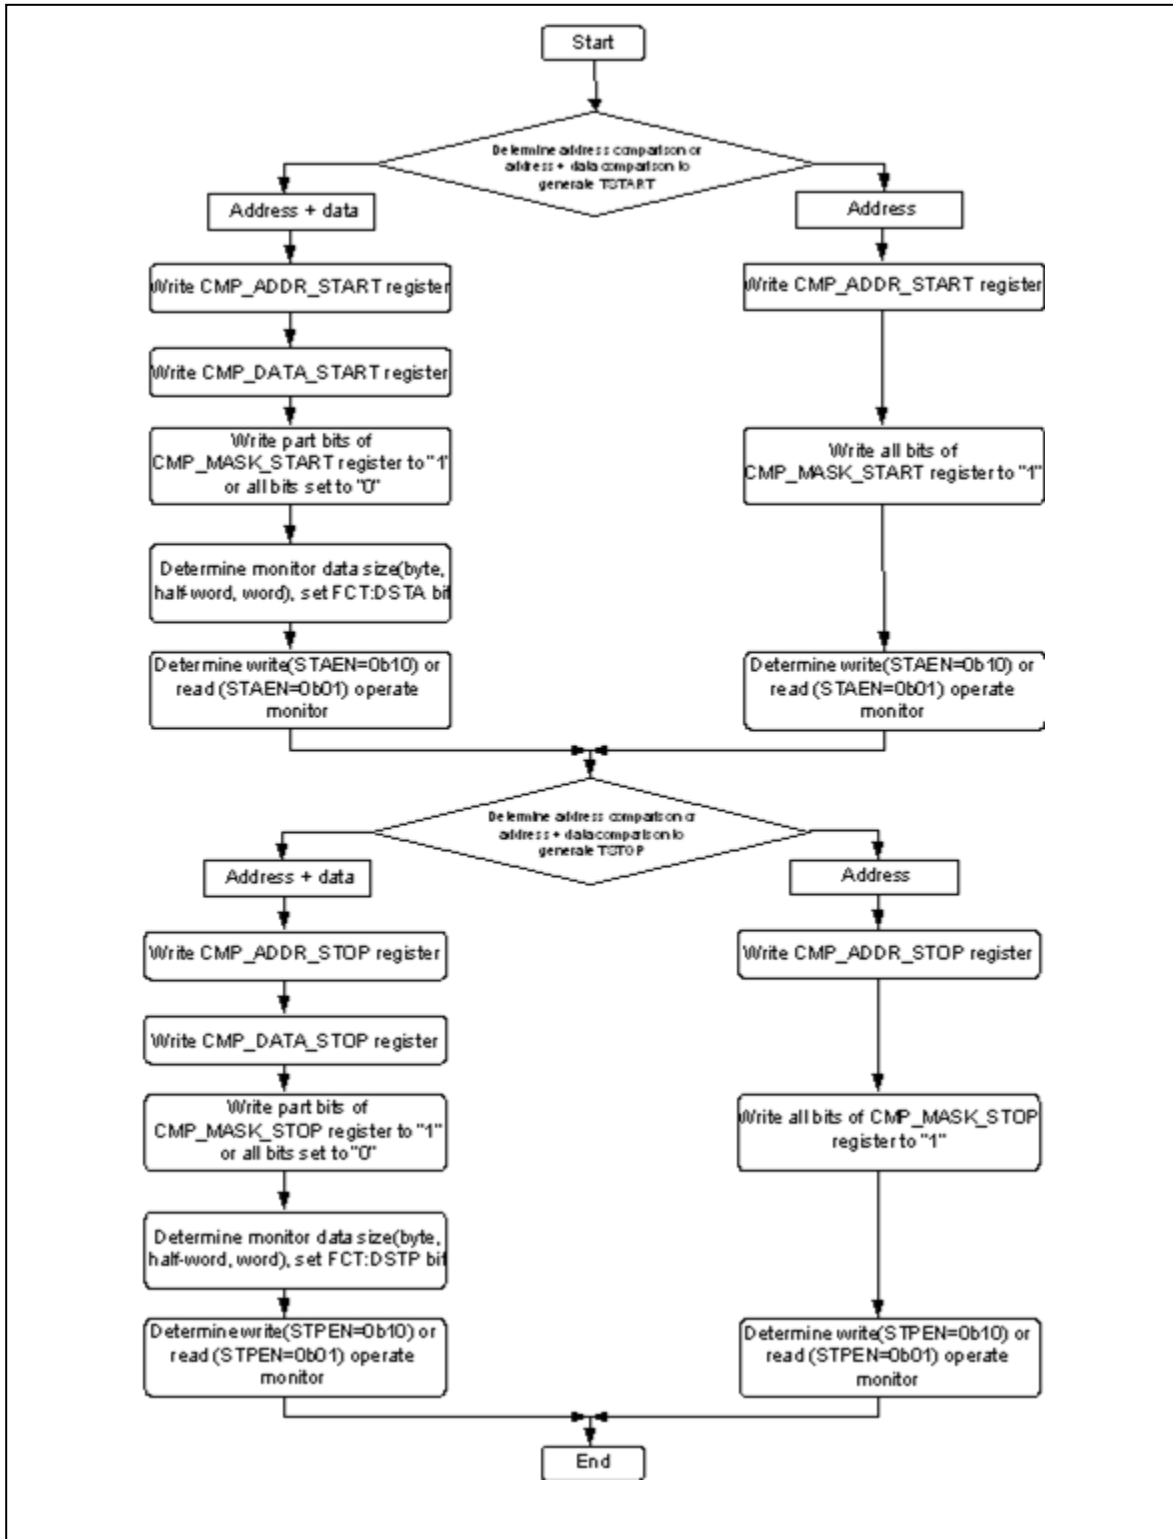 Start
Determine address comparison or
address + data comparison to
generate TSTART
Address + data
Address
Write CMP_ADDR_START register
Write CMP_ADDR_START register
Write CMP_DATA_START register
Write part bits of
CMP_MASK_START register to "1"
or all bits set to "0"
Write all bits of
CMP_MASK_START register to "1"
Determine monitor data size(byte,
half-word, word), set FCT:DSTA bit
Determine write(STAEN=0b10) or
read (STAEN=0b01) operate
monitor
Determine write(STAEN=0b10) or
read (STAEN=0b01) operate
monitor
Determine address comparison or
address + data comparison to
generate TSTOP
Address + data
Address
Write CMP_ADDR_STOP register
Write CMP_ADDR_STOP register
Write CMP_DATA_STOP register
Write part bits of
CMP_MASK_STOP register to "1"
or all bits set to "0"
Write all bits of CMP_MASK_STOP
register to "1"
Determine monitor data size(byte,
half-word, word), set FCT:DSTP bit
Determine write(STPEN=0b10) or
read (STPEN=0b01) operate
monitor
Determine write(STPEN=0b10) or
read (STPEN=0b01) operate
monitor
End